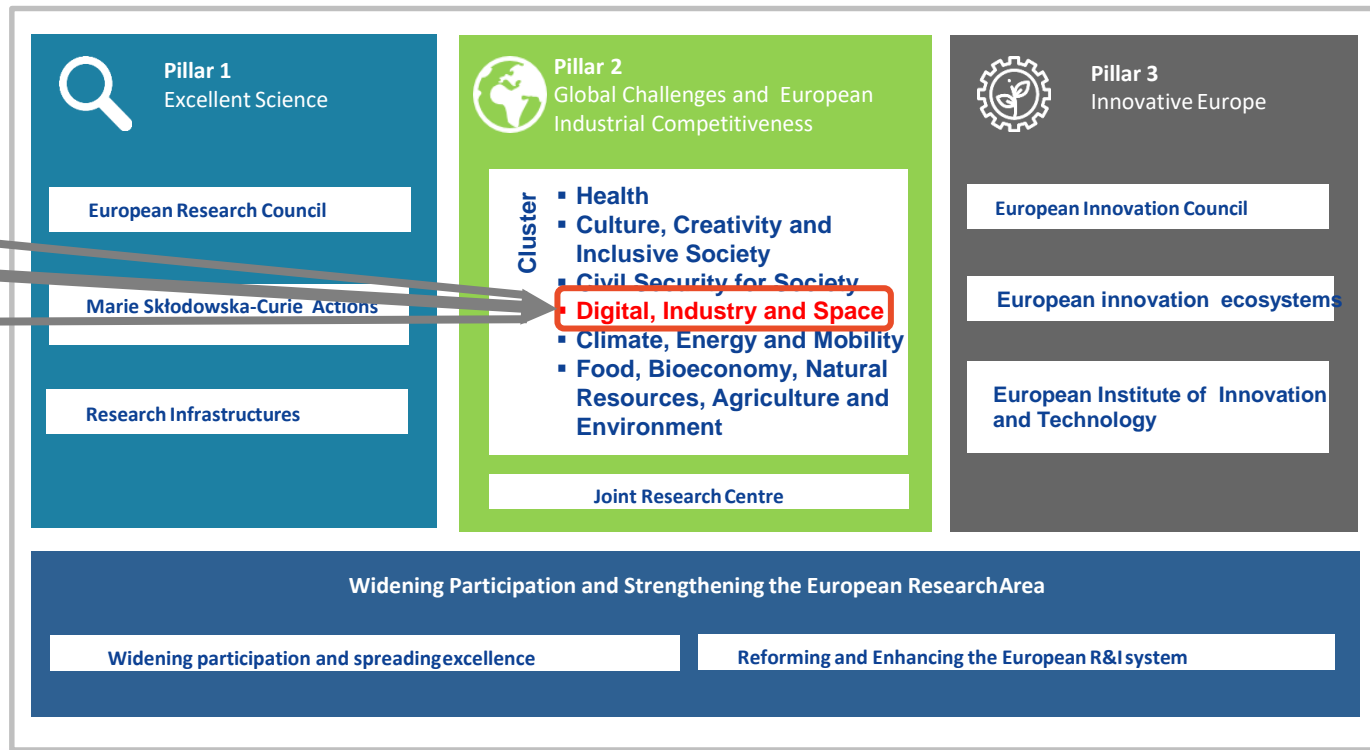 Pillar 1
Excellent Science
European Research Council
Marie Skłodowska-Curie Actions
Research Infrastructures
Pillar 2
Global Challenges and European
Industrial Competitiveness
Cluster
▪ Health
▪ Culture, Creativity and
Inclusive Society
▪ Civil Security for Society
▪ Digital, Industry and Space
▪ Climate, Energy and Mobility
▪ Food, Bioeconomy, Natural
Resources, Agriculture and
Environment
Joint Research Centre
Pillar 3
Innovative Europe
European Innovation Council
European innovation ecosystems
European Institute of Innovation
and Technology
Widening Participation and Strengthening the European ResearchArea
Widening participation and spreadingexcellence
Reforming and Enhancing the European R&Isystem